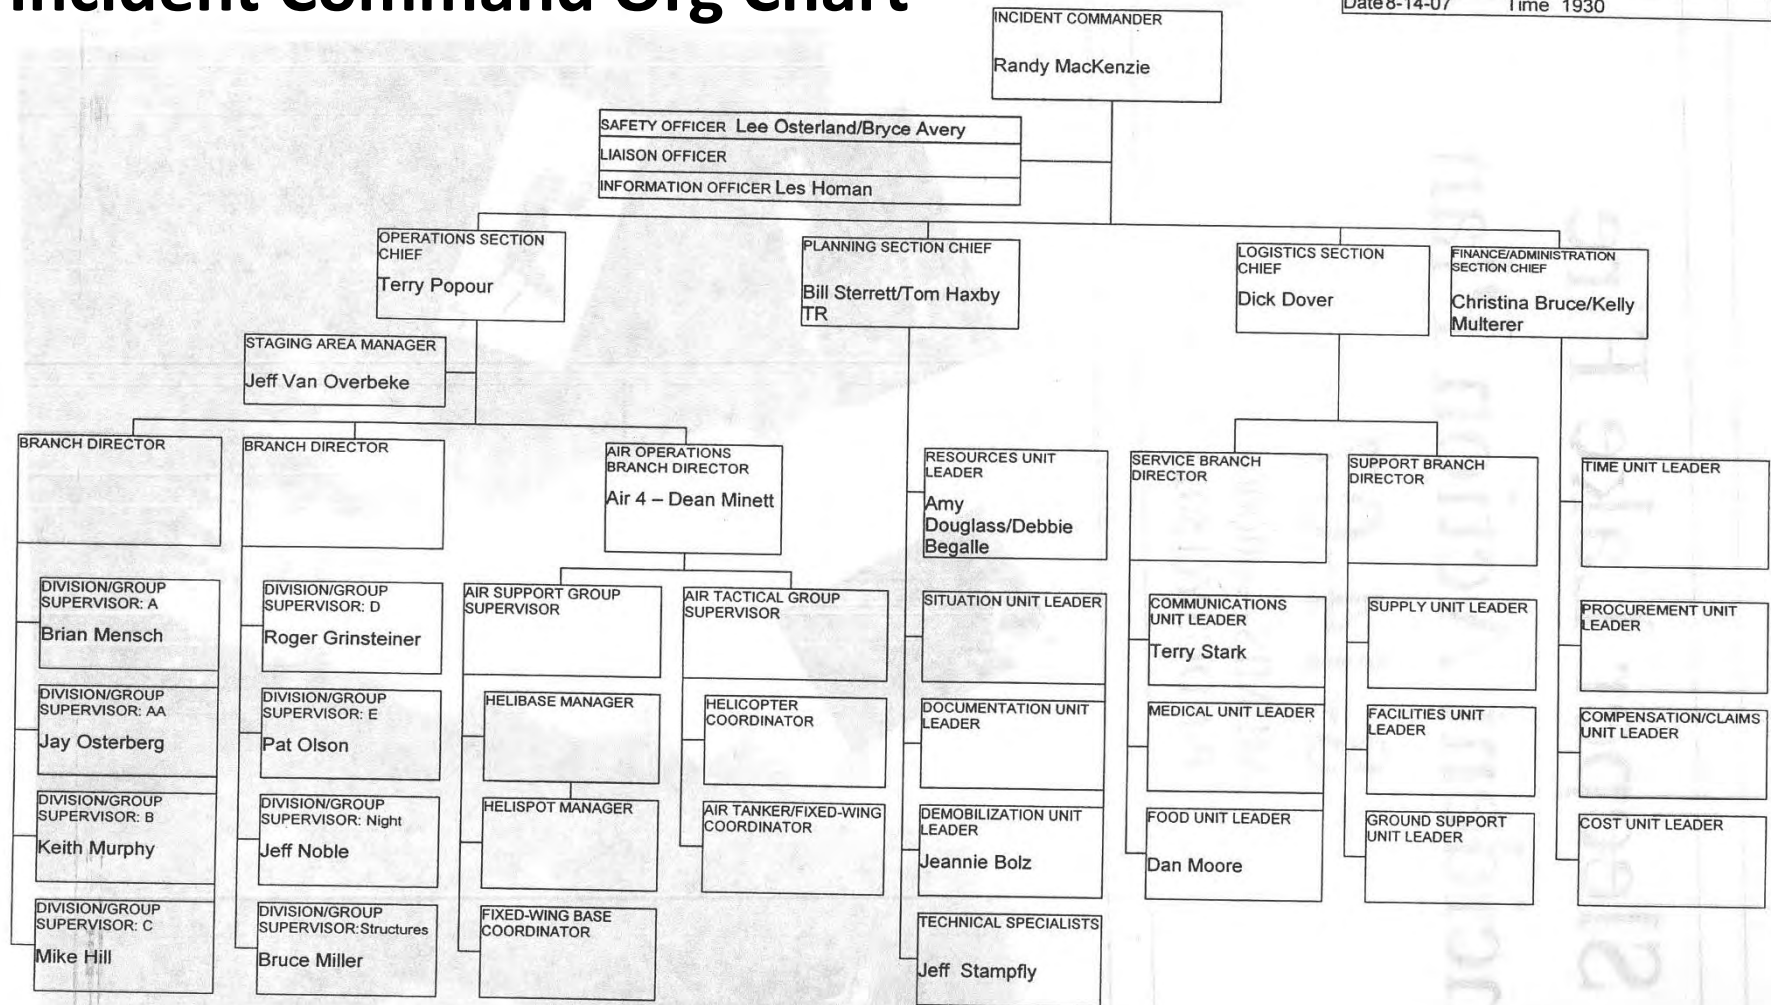 Incident Command Org Chart
Date 8-14-07 Time 1930
INCIDENT COMMANDER
Randy MacKenzie
SAFETY OFFICER Lee Osterland/Bryce Avery
LIAISON OFFICER
INFORMATION OFFICER Les Homan
OPERATIONS SECTION
CHIEF
Terry Popour
PLANNING SECTION CHIEF
Bill Sterrett/Tom Haxby
TR
LOGISTICS SECTION
CHIEF
Dick Dover
FINANCE/ADMINISTRATION
SECTION CHIEF
Christina Bruce/Kelly
Multerer
STAGING AREA MANAGER
Jeff Van Overbeke
BRANCH DIRECTOR
BRANCH DIRECTOR
AIR OPERATIONS
BRANCH DIRECTOR
Air 4 – Dean Minett
RESOURCES UNIT
LEADER
Amy
Douglass/Debbie
Begalle
SERVICE BRANCH
DIRECTOR
SUPPORT BRANCH
DIRECTOR
TIME UNIT LEADER
DIVISION/GROUP
SUPERVISOR: A
Brian Mensch
DIVISION/GROUP
SUPERVISOR: D
Roger Grinsteiner
AIR SUPPORT GROUP
SUPERVISOR
AIR TACTICAL GROUP
SUPERVISOR
SITUATION UNIT LEADER
COMMUNICATIONS
UNIT LEADER
Terry Stark
SUPPLY UNIT LEADER
PROCUREMENT UNIT
LEADER
DIVISION/GROUP
SUPERVISOR: AA
Jay Osterberg
DIVISION/GROUP
SUPERVISOR: E
Pat Olson
HELIBASE MANAGER
HELICOPTER
COORDINATOR
DOCUMENTATION UNIT
LEADER
MEDICAL UNIT LEADER
FACILITIES UNIT
LEADER
COMPENSATION/CLAIMS
UNIT LEADER
DIVISION/GROUP
SUPERVISOR: B
Keith Murphy
DIVISION/GROUP
SUPERVISOR: Night
Jeff Noble
HELISPOT MANAGER
AIR TANKER/FIXED-WING
COORDINATOR
DEMOBILIZATION UNIT
LEADER
Jeannie Bolz
FOOD UNIT LEADER
Dan Moore
GROUND SUPPORT
UNIT LEADER
COST UNIT LEADER
DIVISION/GROUP
SUPERVISOR: C
Mike Hill
DIVISION/GROUP
SUPERVISOR:Structures
Bruce Miller
FIXED-WING BASE
COORDINATOR
TECHNICAL SPECIALISTS
Jeff Stampfly